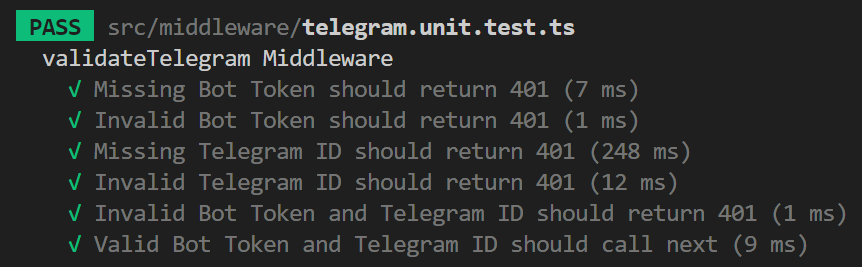 PASS src/middleware/telegram.unit.test.ts
validateTelegram Middleware
√ Missing Bot Token should return 401 (7 ms)
√ Invalid Bot Token should return 401 (1 ms)
√ Missing Telegram ID should return 401 (248 ms)
√ Invalid Telegram ID should return 401 (12 ms)
√ Invalid Bot Token and Telegram ID should return 401 (1 ms)
√ Valid Bot Token and Telegram ID should call next (9 ms)